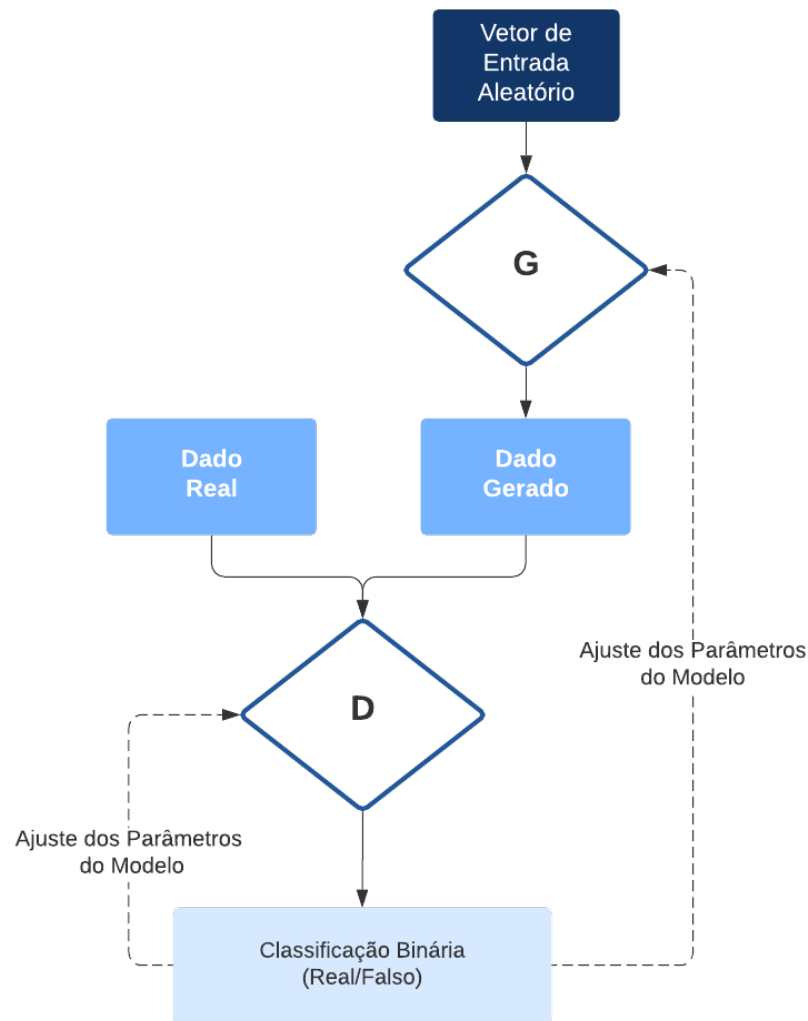 Vetor de
Entrada
Aleatório
G
Dado
Real
Dado
Gerado
Ajuste dos Parâmetros
do Modelo
D
Ajuste dos Parâmetros
do Modelo
Classificação Binária
(Real/Falso)